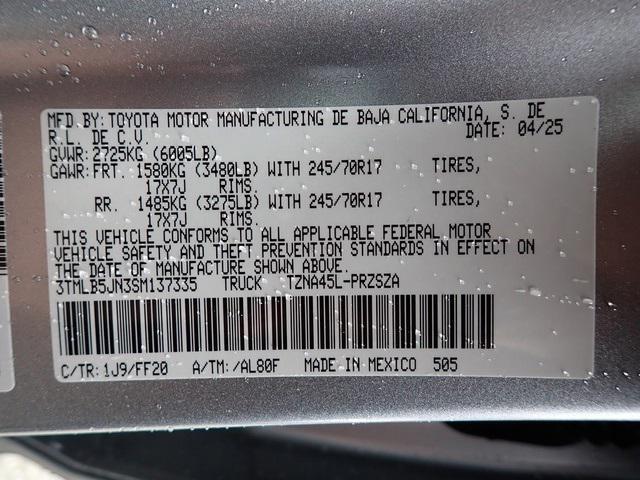 MFD. BY: TOYOTA MOTOR MANUFACTURING DE BAJA CALIFORNIA, S. DE
R.L. DE C.V. DATE: 04/25
GVWR: 2725KG (6005LB)
GAWR: FRT. 1580KG (3480LB) WITH 245/70R17 TIRES,
17X7J RIMS.
RR. 1485KG (3275LB) WITH 245/70R17 TIRES,
17X7J RIMS.
THIS VEHICLE CONFORMS TO ALL APPLICABLE FEDERAL MOTOR
VEHICLE SAFETY AND THEFT PREVENTION STANDARDS IN EFFECT ON
THE DATE OF MANUFACTURE SHOWN ABOVE.
3TMLB5JN3SM137335 TRUCK TZNA45L-PRZSZA
C/TR: 1J9/FF20 A/TM: /AL80F MADE IN MEXICO 505